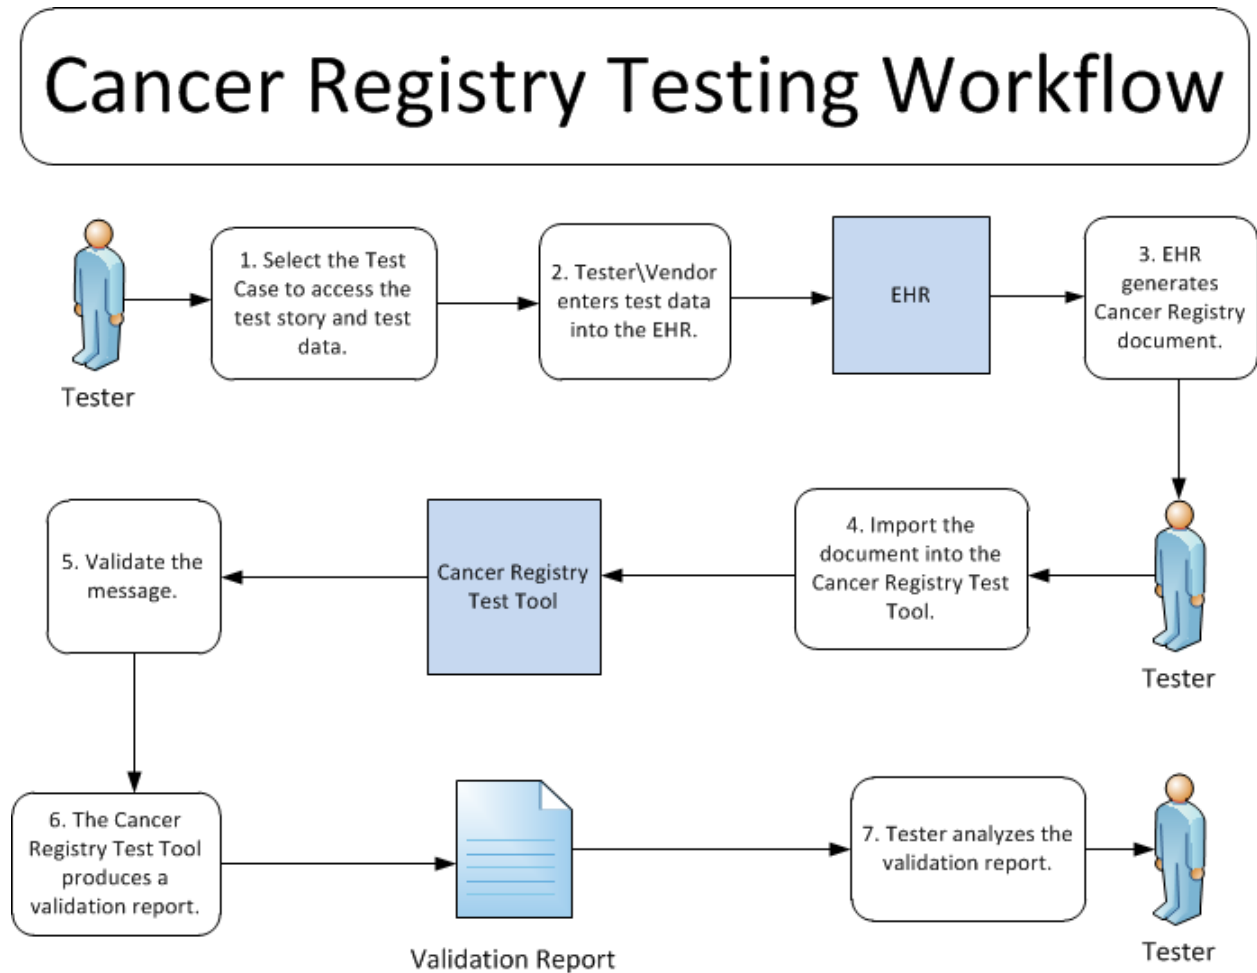 Cancer Registry Testing Workflow
1. Select the Test
Case to access the
test story and test
data.
2. Tester\Vendor
enters test data
into the EHR.
EHR
3. EHR
generates
Cancer Registry
document.
Tester
4. Import the
document into the
Cancer Registry Test
Tool.
Cancer Registry
Test Tool
5. Validate the
message.
Tester
6. The Cancer
Registry Test Tool
produces a
validation report.
7. Tester analyzes the
validation report.
Validation Report
Tester